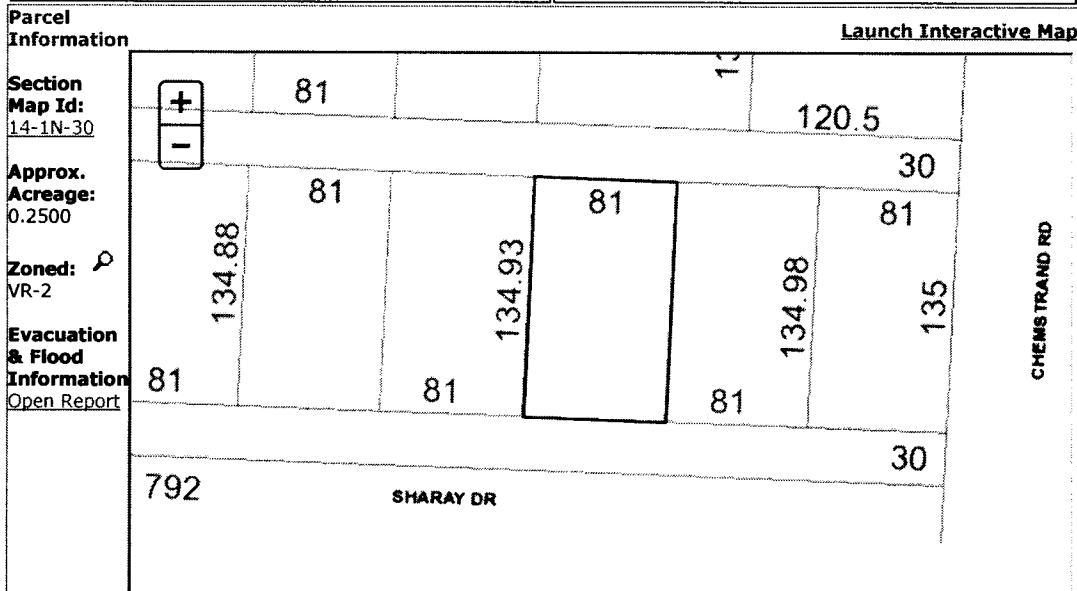 Parcel
Information
Launch Interactive Map
Section
Map Id:
14-1N-30
Approx.
Acreage:
0.2500
Zoned:
VR-2
Evacuation
& Flood
Information
Open Report
+
−
81
120.5
30
81
81
81
134.88
134.93
134.98
135
CHEMSTRAND RD
81
81
81
30
792
SHARAY DR